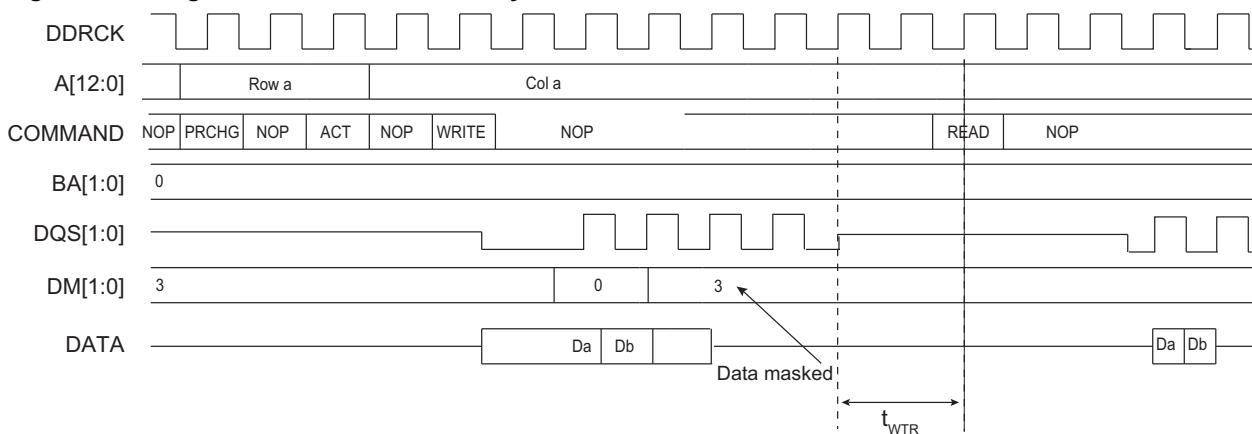 DDRCK
A[12:0] Row a Col a
COMMAND NOP PRCHG NOP ACT NOP WRITE NOP READ NOP
BA[1:0] 0
DQS[1:0]
DM[1:0] 3 0 3
DATA Da Db Da Db
Data masked
tWTR